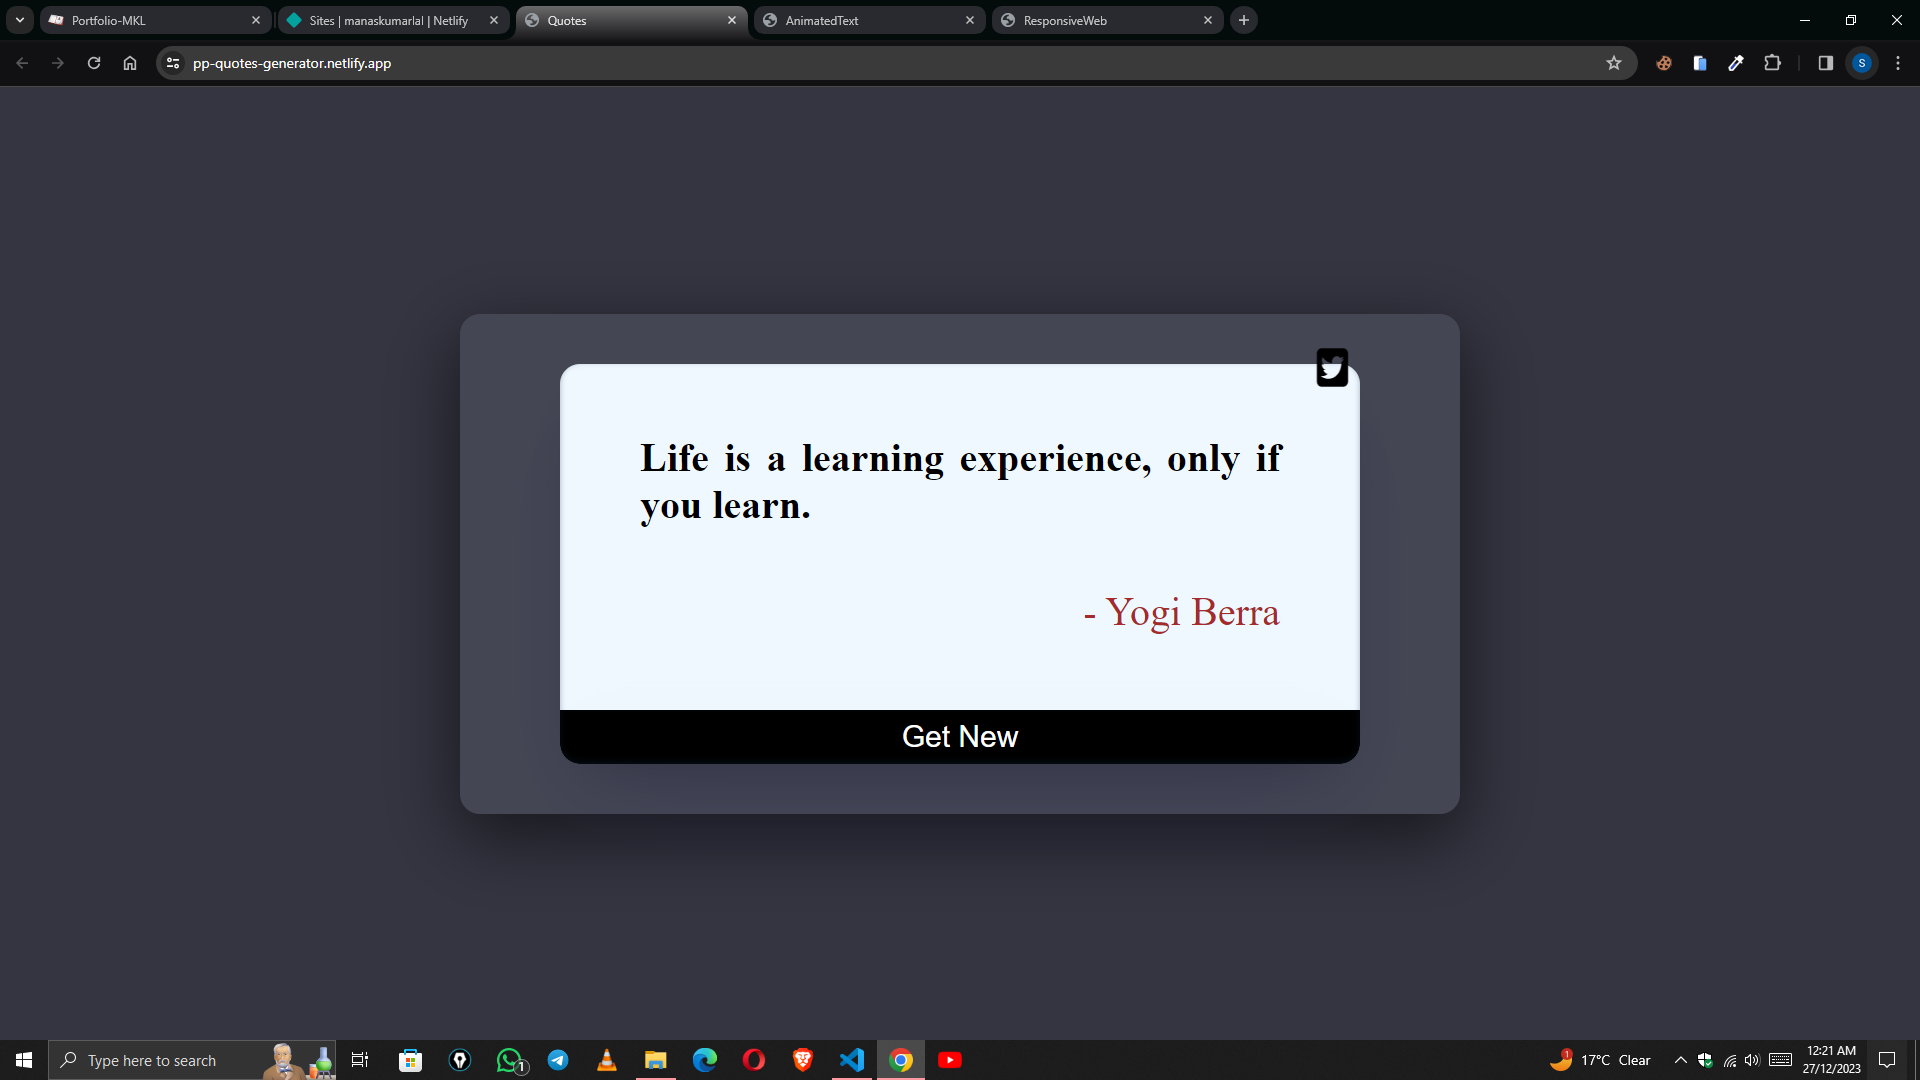 Portfolio-MKL
Sites | manaskumarlal | Netlify
Quotes
AnimatedText
ResponsiveWeb
pp-quotes-generator.netlify.app
S
Life is a learning experience, only if
you learn.
- Yogi Berra
Get New
Type here to search
1
1
17°C Clear
12:21 AM
27/12/2023